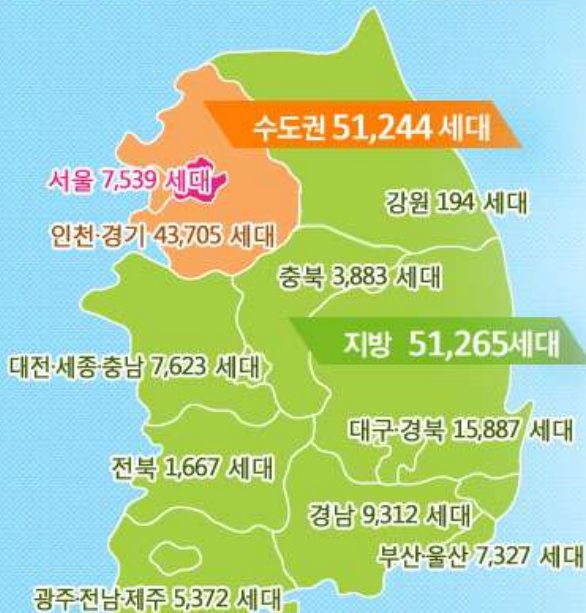 수도권 51,244 세대
서울 7,539 세대
강원 194 세대
인천·경기 43,705 세대
충북 3,883 세대
지방 51,265세대
대전·세종·충남 7,623 세대
대구·경북 15,887 세대
전북 1,667 세대
경남 9,312 세대
부산·울산 7,327 세대
광주·전남·제주 5,372 세대